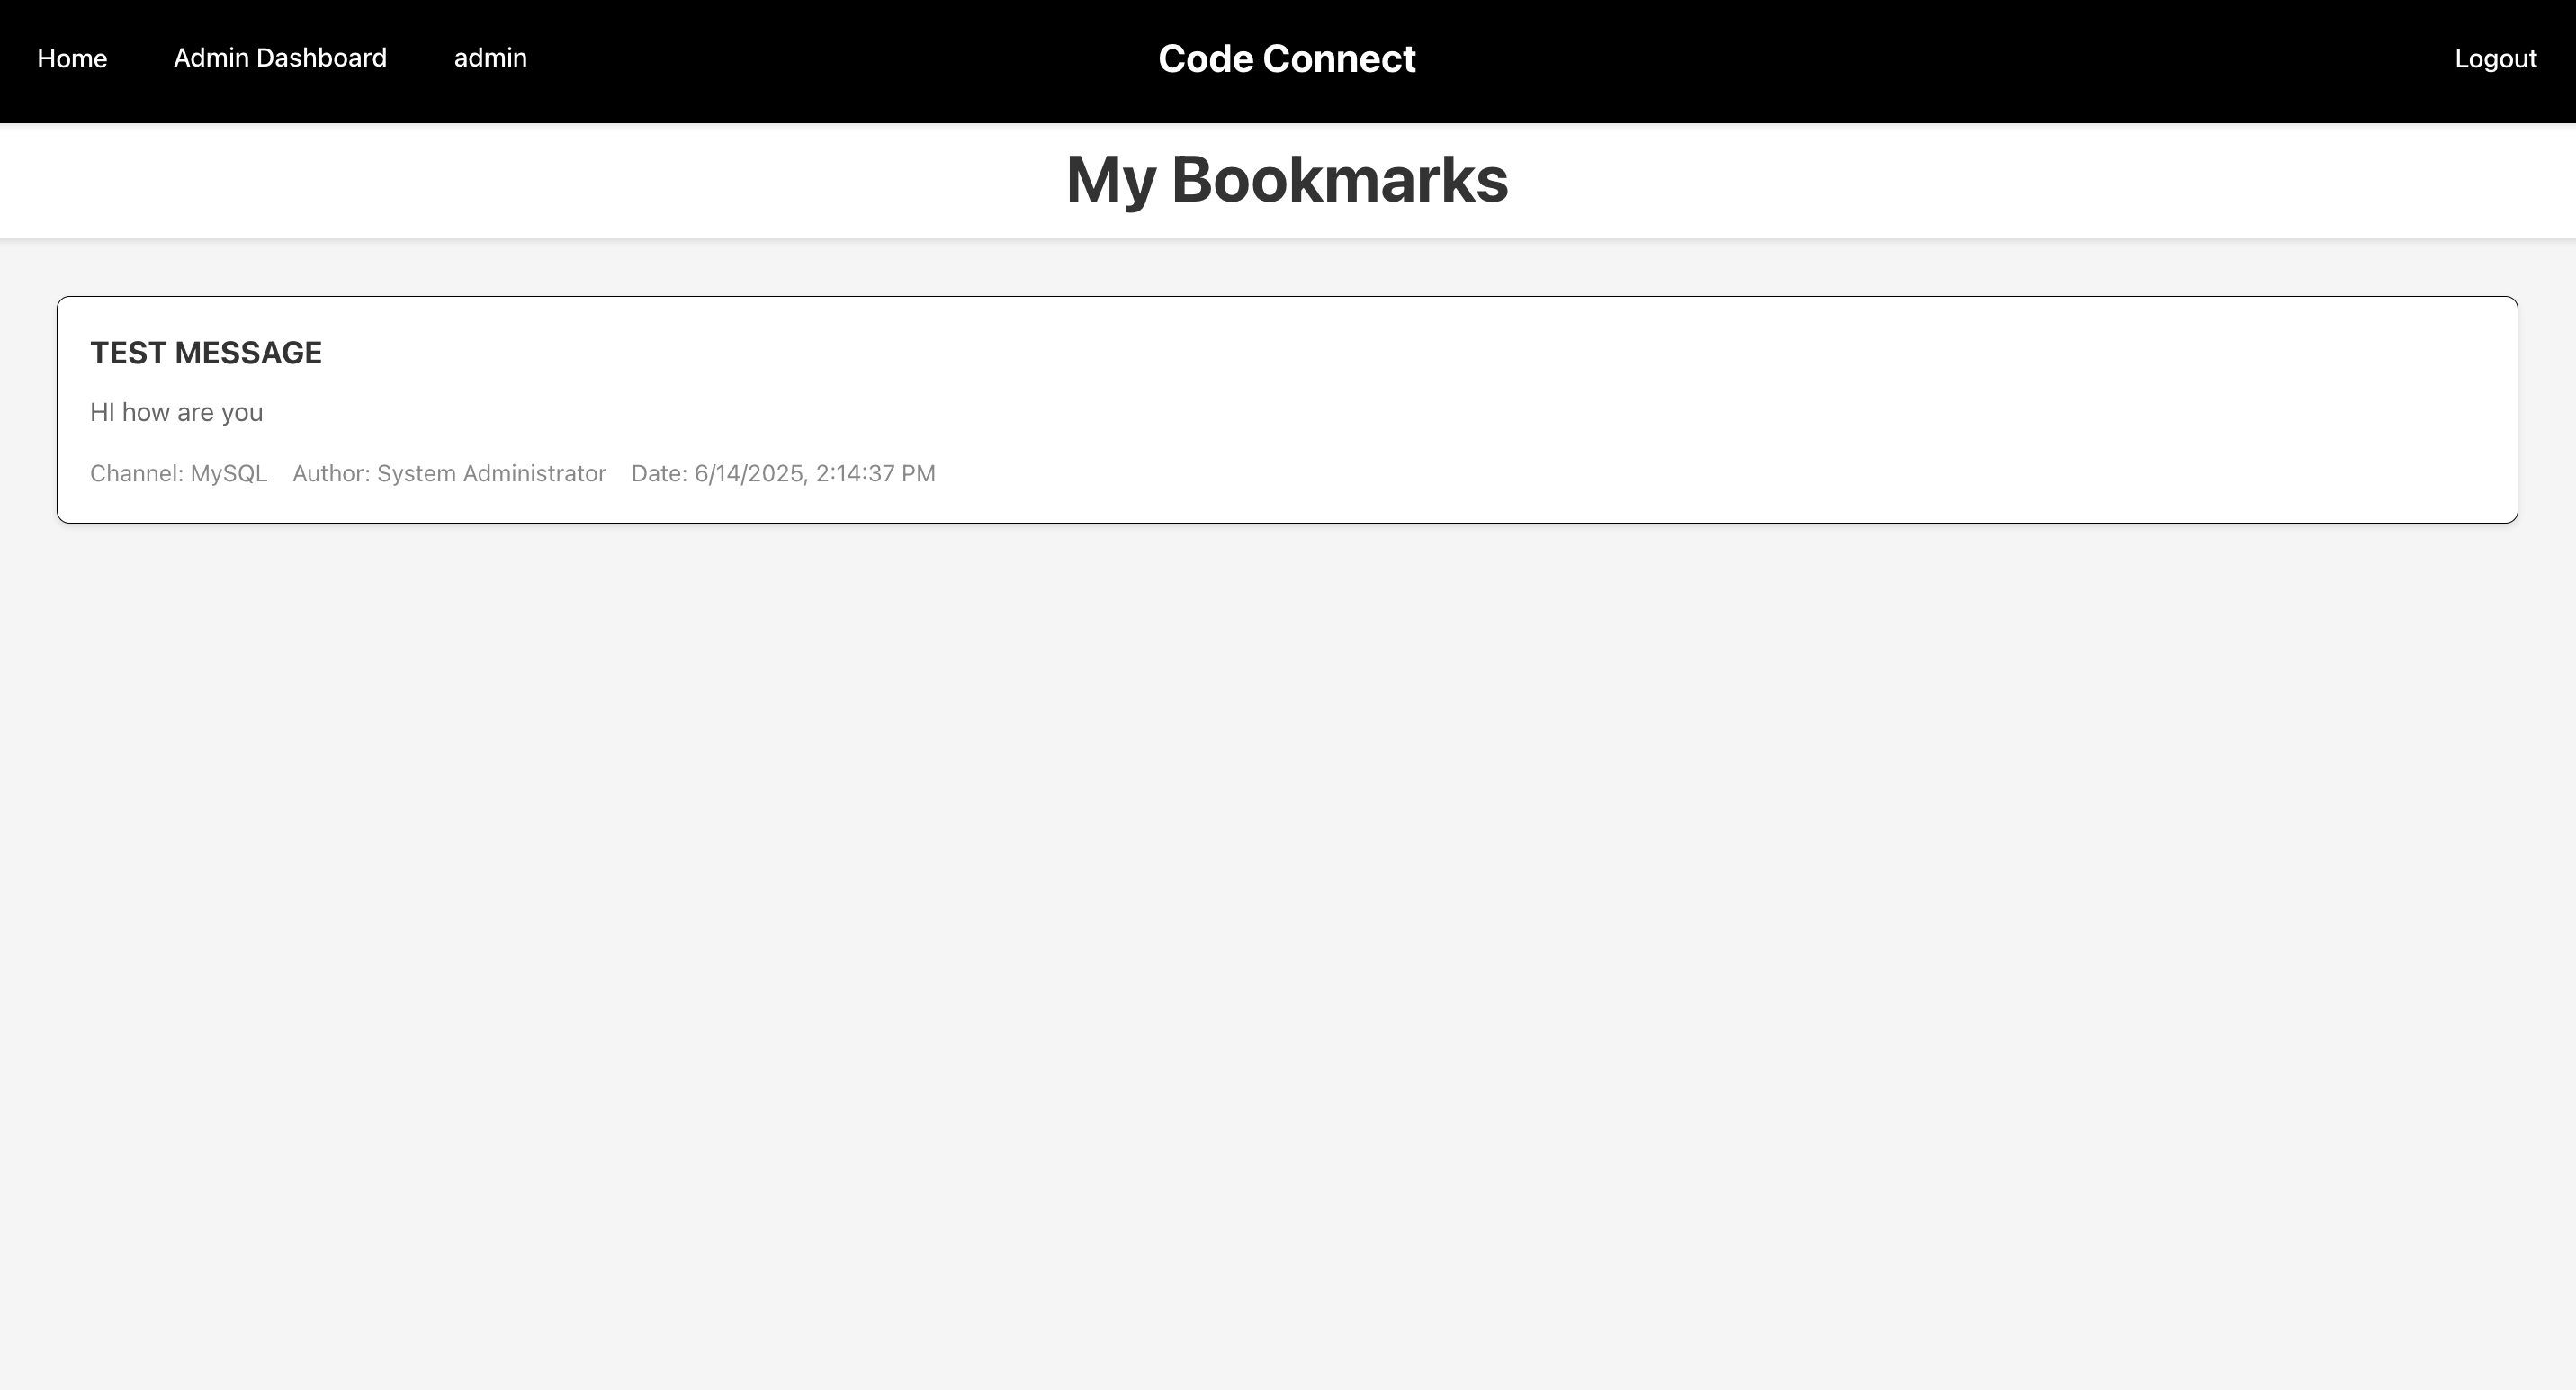 Home Admin Dashboard admin Code Connect Logout
My Bookmarks
TEST MESSAGE
HI how are you
Channel: MySQL Author: System Administrator Date: 6/14/2025, 2:14:37 PM